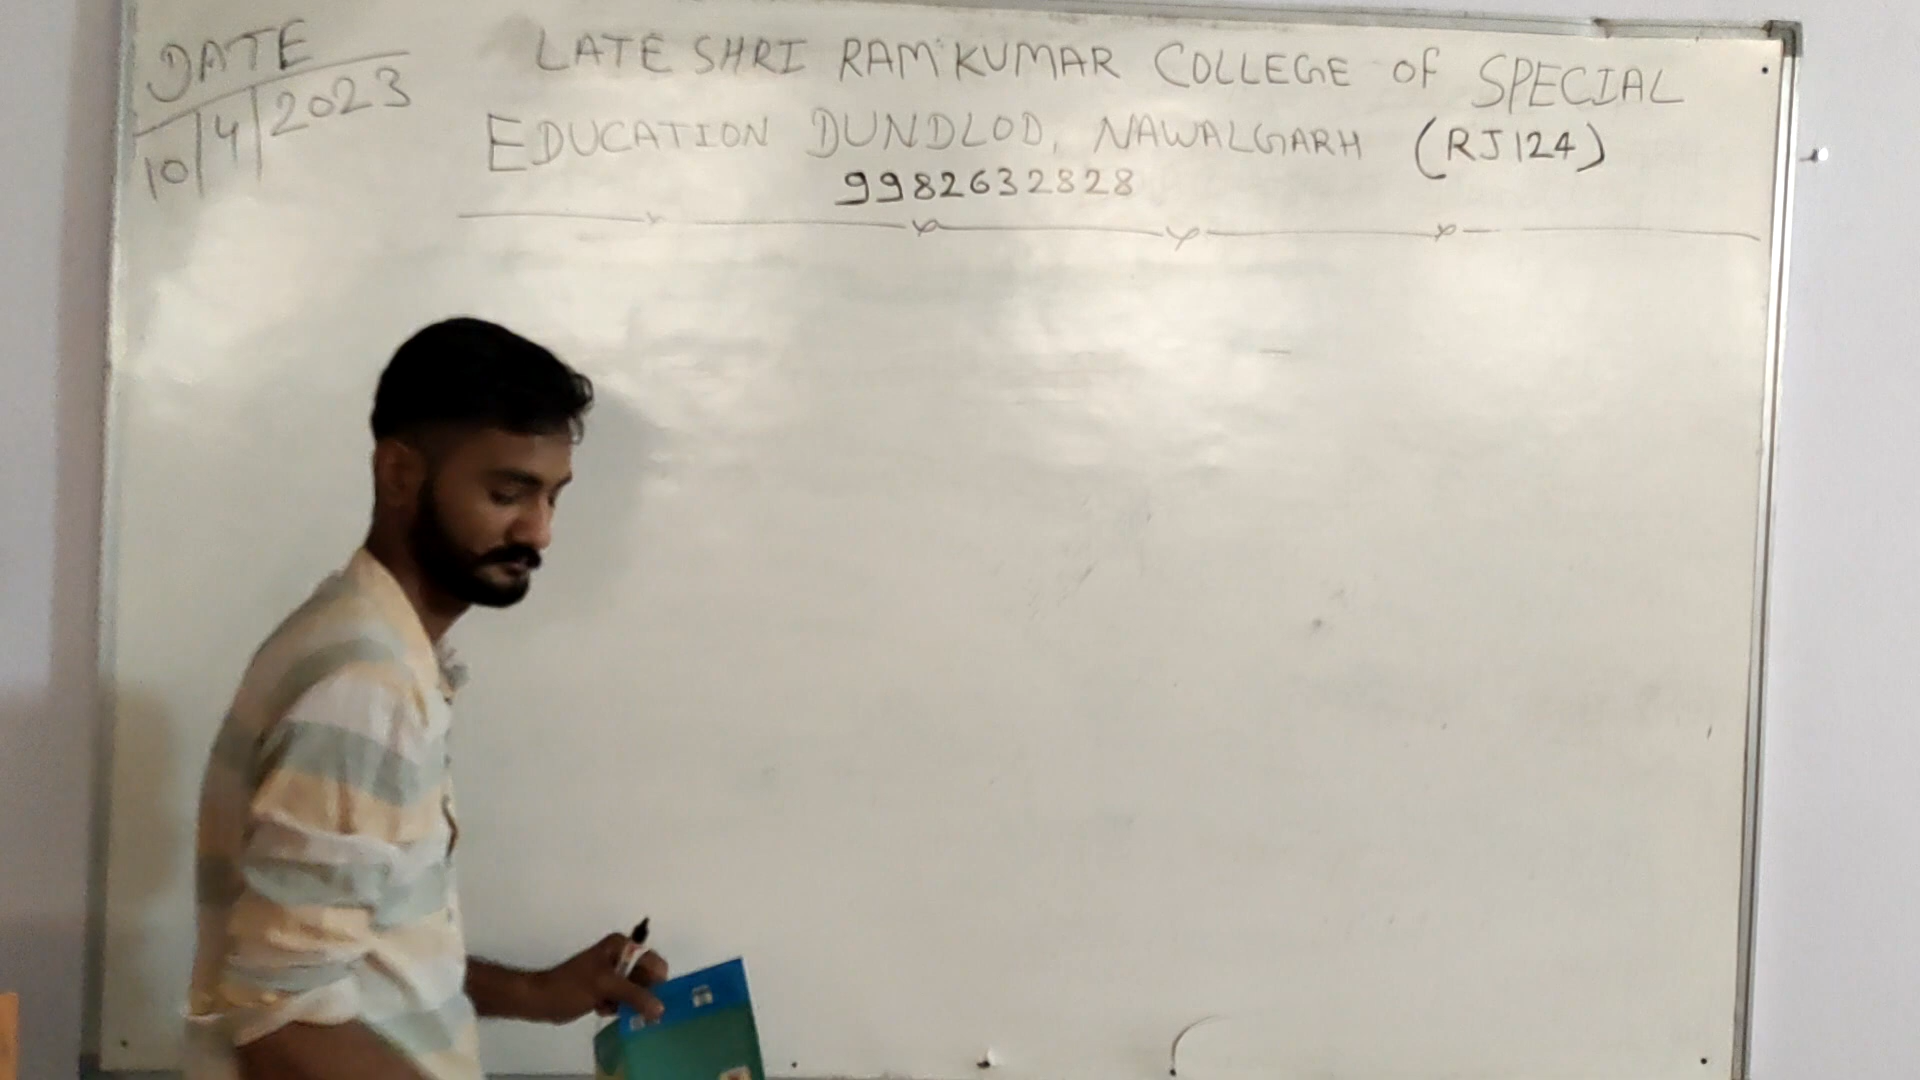 DATE
10/4/2023
LATE SHRI RAMKUMAR COLLEGE OF SPECIAL
EDUCATION DUNDLOD, NAWALGARH (RJ124)
9982632828